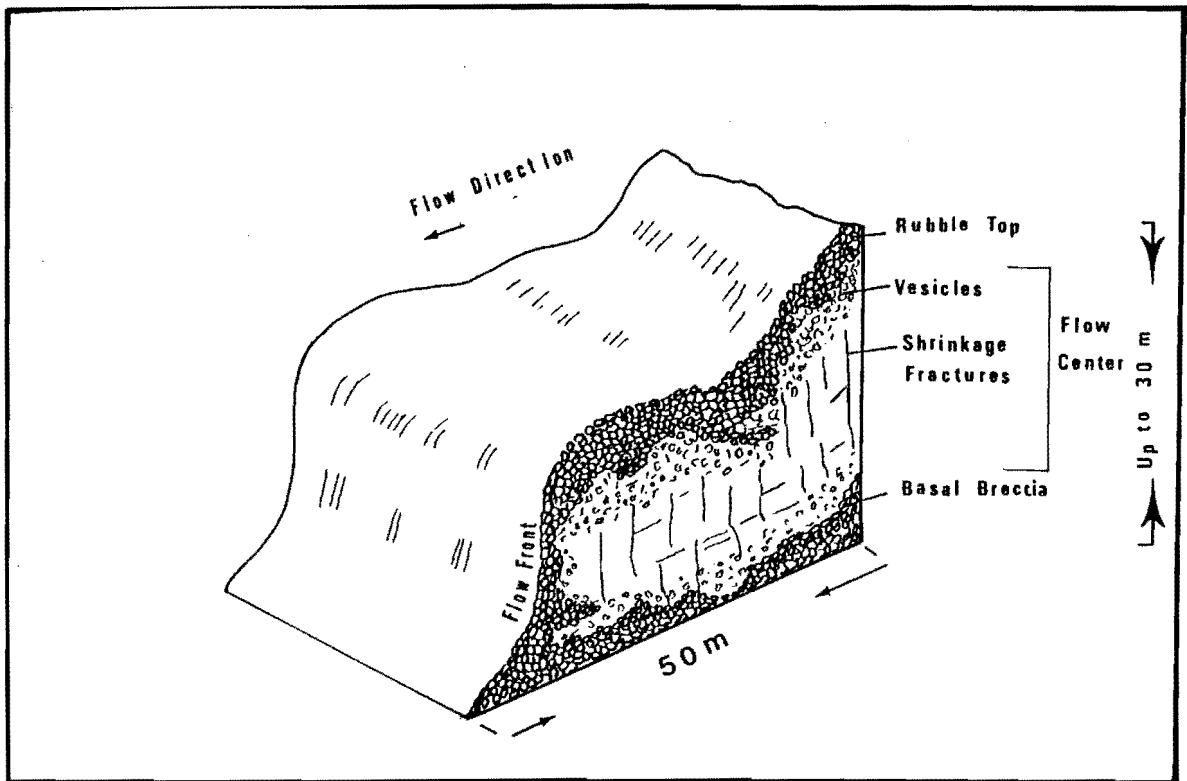 Flow Direction
Rubble Top
Vesicles
Shrinkage
Fractures
Flow
Center
Up to 30 m
Basal Breccia
Flow Front
50 m